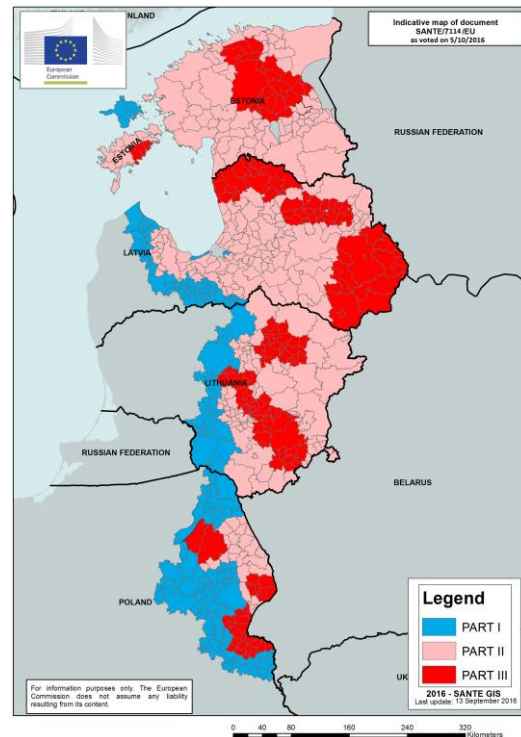 European
Commission
FINLAND
Indicative map of document
SANTE/7114/EU
as voted on 5/10/2016
ESTONIA
RUSSIAN FEDERATION
ESTONIA
LATVIA
LITHUANIA
RUSSIAN FEDERATION
BELARUS
POLAND
Legend
PART I
PART II
PART III
2016 - SANTE GIS
Last update: 13 September 2016
UK
For information purposes only. The European
Commission does not assume any liability
resulting from its content.
0 40 80 160 240 320
Kilometers